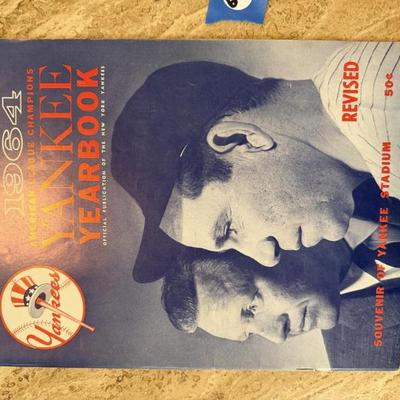 1964
AMERICAN LEAGUE CHAMPIONS
YANKEE
YEARBOOK
OFFICIAL PUBLICATION OF THE NEW YORK YANKEES
Yankees
REVISED
50¢
SOUVENIR OF YANKEE STADIUM